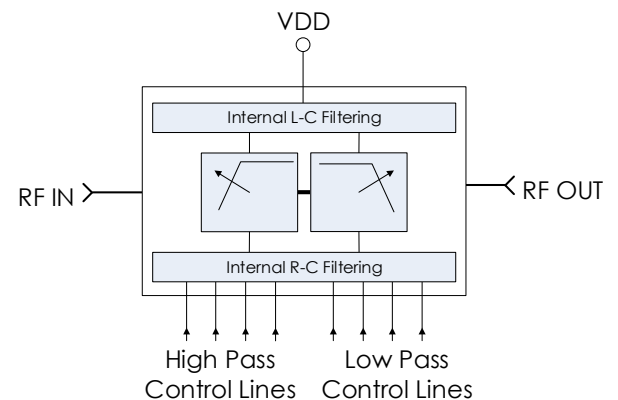 VDD
Internal L-C Filtering
RF IN
RF OUT
Internal R-C Filtering
High Pass
Control Lines
Low Pass
Control Lines